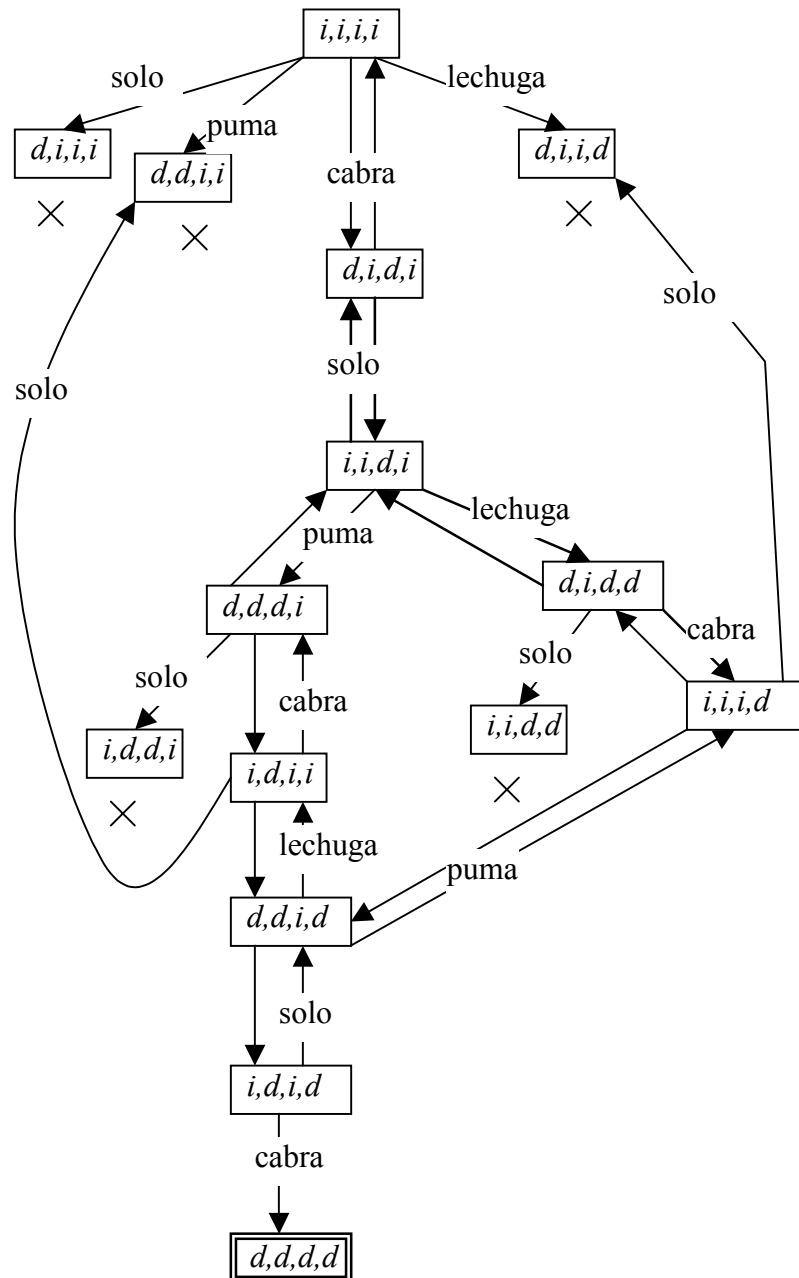 i,i,i,i
solo
lechuga
puma
d,i,i,i
d,d,i,i
d,i,i,d
cabra
d,i,d,i
solo
solo
solo
i,i,d,i
lechuga
puma
d,i,d,d
d,d,d,i
cabra
solo
solo
i,i,i,d
cabra
i,i,d,d
i,d,d,i
i,d,i,i
lechuga
puma
d,d,i,d
solo
i,d,i,d
cabra
d,d,d,d